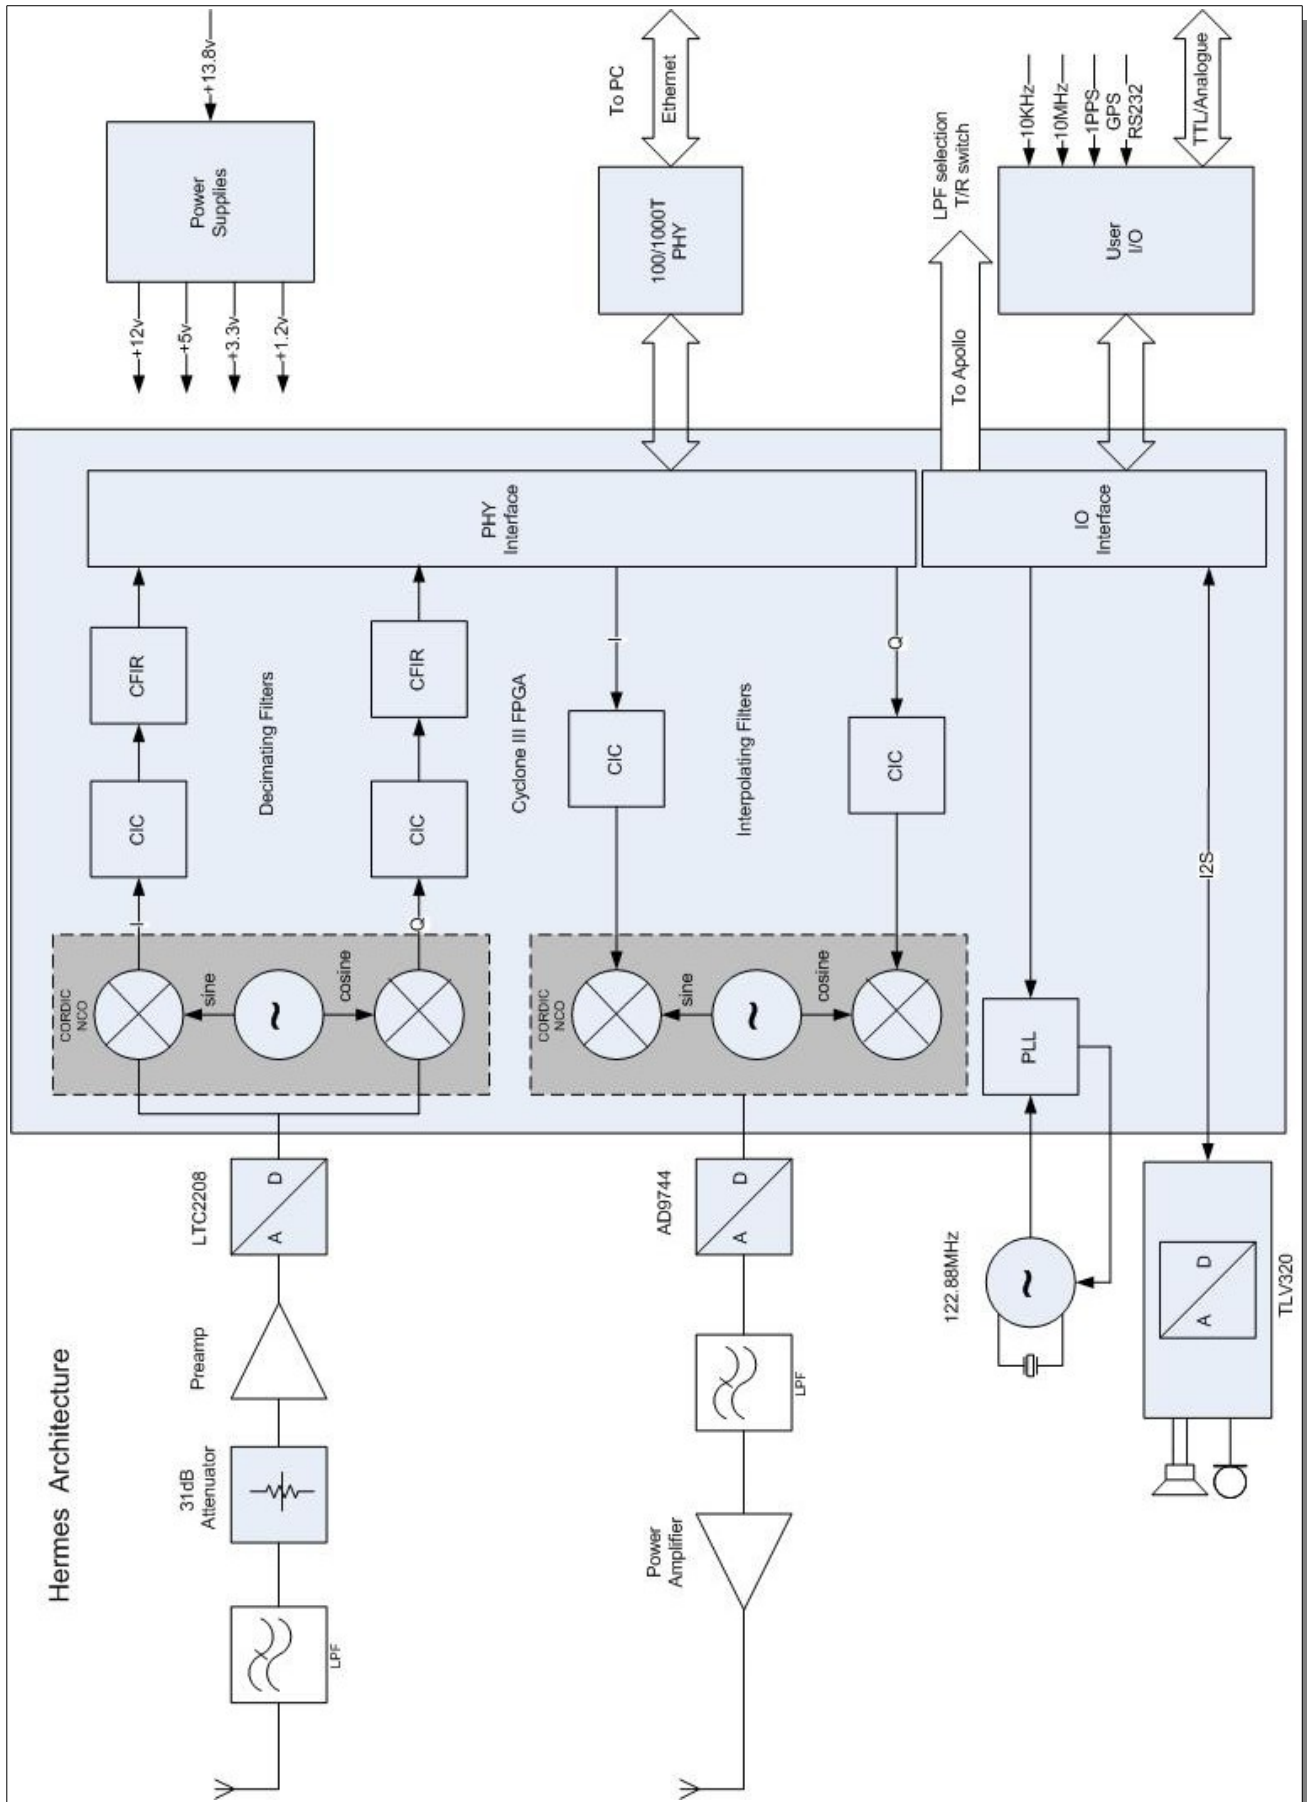 Hermes Architecture
LPF
31dB
Attenuator
Preamp
LTC2208
A
D
CORDIC
NCO
sine
cosine
I
Q
CIC
CIC
CFIR
CFIR
Decimating Filters
Cyclone III FPGA
PHY
Interface
+12v
+5v
+3.3v
+1.2v
Power
Supplies
+13.8v
Power
Amplifier
LPF
AD9744
A
D
CORDIC
NCO
sine
cosine
CIC
CIC
Interpolating Filters
I
Q
100/1000T
PHY
To PC
Ethernet
122.88MHz
PLL
IO
Interface
To Apollo
LPF selection
T/R switch
User
I/O
10KHz
10MHz
1PPS
GPS
RS232
TTL/Analogue
A
D
TLV320
I2S